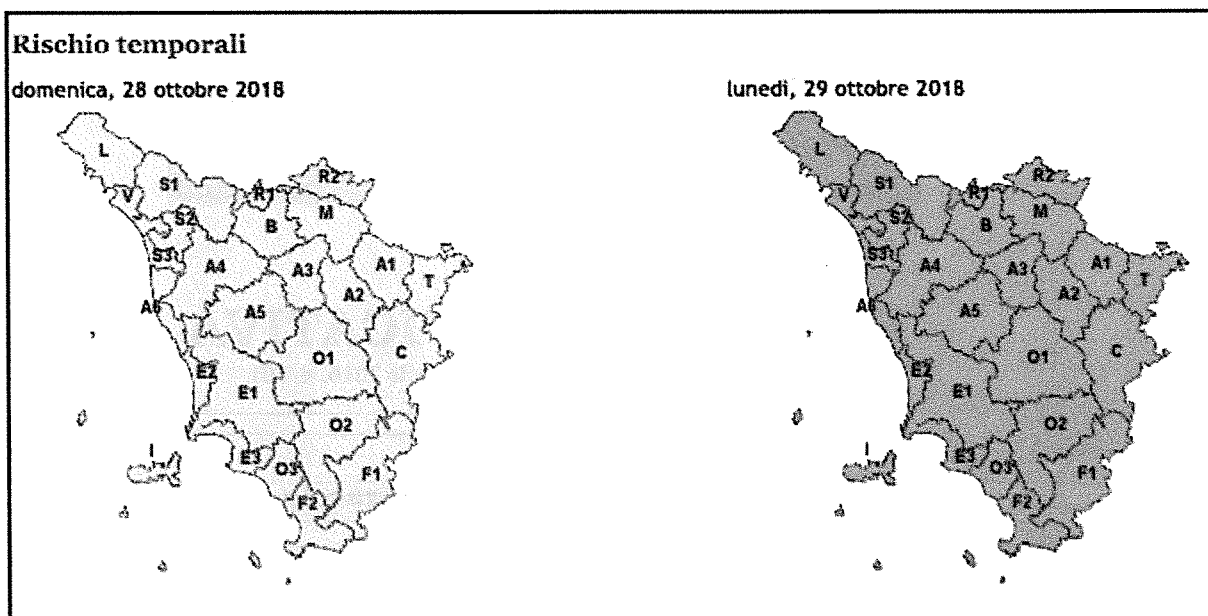 Rischio temporali
domenica, 28 ottobre 2018
lunedì, 29 ottobre 2018
L
S1
V
S2
S3
R1
R2
B
M
A4
A3
A1
A2
T
A6
A5
O1
C
E2
E1
O2
I
E3
O3
F1
F2
L
S1
V
S2
S3
R1
R2
B
M
A4
A3
A1
A2
T
A5
O1
C
E2
E1
O2
I
E3
O3
F1
F2